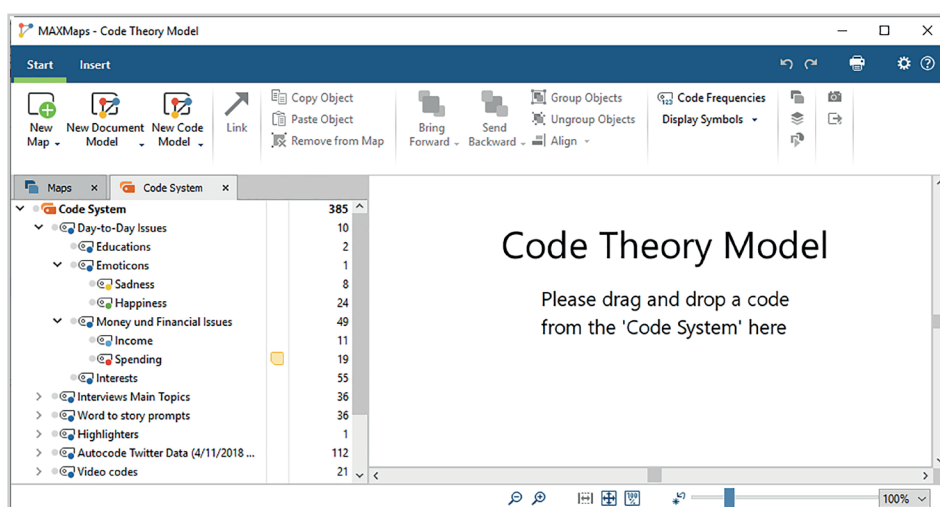 MAXMaps - Code Theory Model
Start Insert
New Map
New Document Model
New Code Model
Link
Copy Object
Paste Object
Remove from Map
Bring Forward
Send Backward
Group Objects
Ungroup Objects
Align
Code Frequencies
Display Symbols
Maps Code System
Code System 385
Day-to-Day Issues 10
Educations 2
Emoticons 1
Sadness 8
Happiness 24
Money und Financial Issues 49
Income 11
Spending 19
Interests 55
Interviews Main Topics 36
Word to story prompts 36
Highlighters 1
Autocode Twitter Data (4/11/2018 ... 112
Video codes 21
Code Theory Model
Please drag and drop a code
from the 'Code System' here
100%